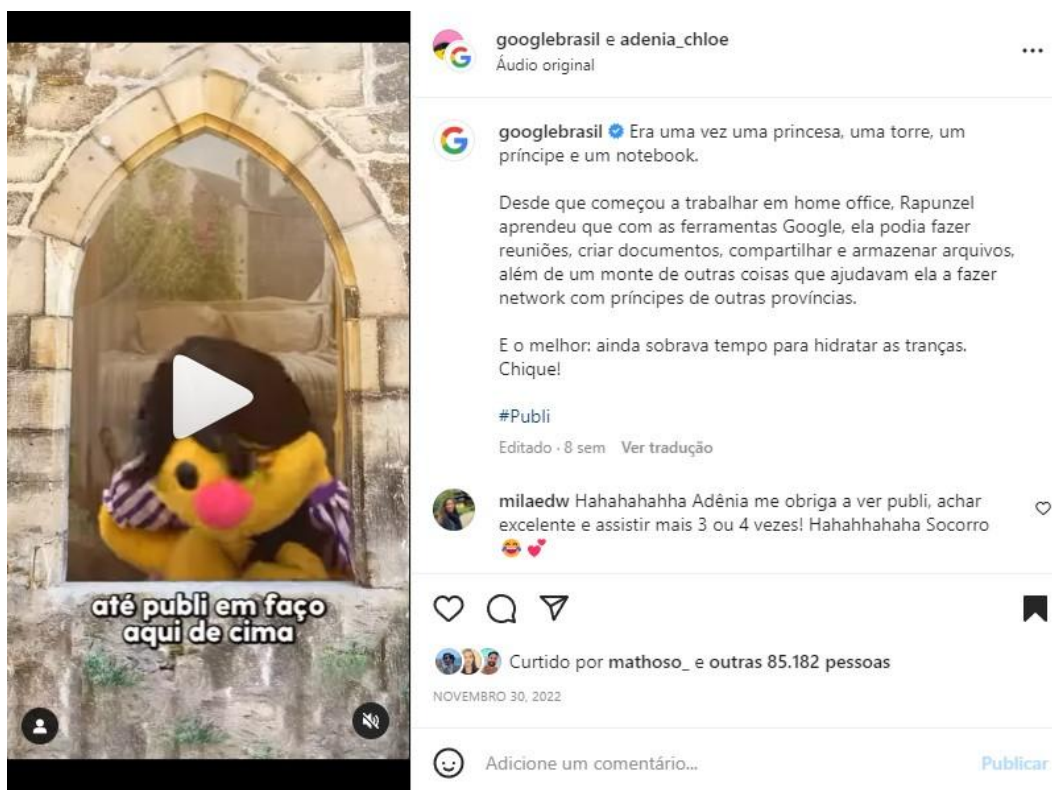 googlebrasil e adenia_chloe
Áudio original
googlebrasil Era uma vez uma princesa, uma torre, um
príncipe e um notebook.
Desde que começou a trabalhar em home office, Rapunzel
aprendeu que com as ferramentas Google, ela podia fazer
reuniões, criar documentos, compartilhar e armazenar arquivos,
além de um monte de outras coisas que ajudavam ela a fazer
network com príncipes de outras províncias.
E o melhor: ainda sobrava tempo para hidratar as tranças.
Chique!
#Publi
Editado · 8 sem Ver tradução
milaedw Hahahahahha Adênia me obriga a ver publi, achar
excelente e assistir mais 3 ou 4 vezes! Hahahhahaha Socorro
😂 💕
até publi em faço
aqui de cima
Curtido por mathoso_ e outras 85.182 pessoas
NOVEMBRO 30, 2022
Adicione um comentário...
Publicar